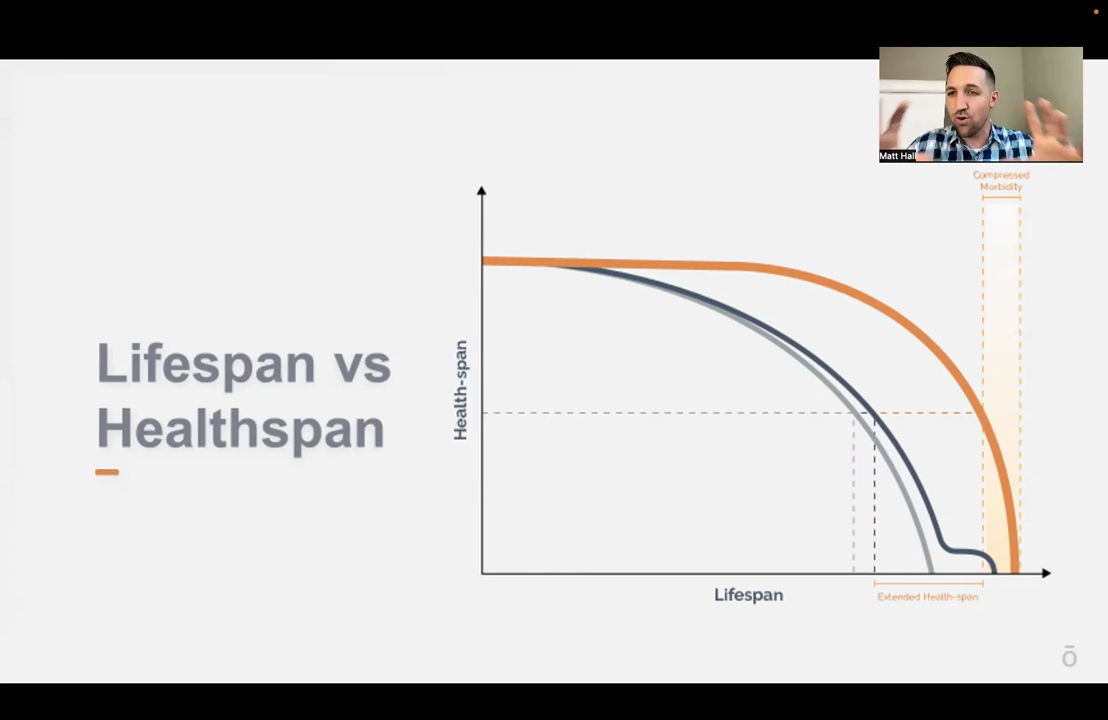 Matt Hall
Compressed
Morbidity
Lifespan vs
Healthspan
Health-span
Lifespan
Extended Health-span
ō